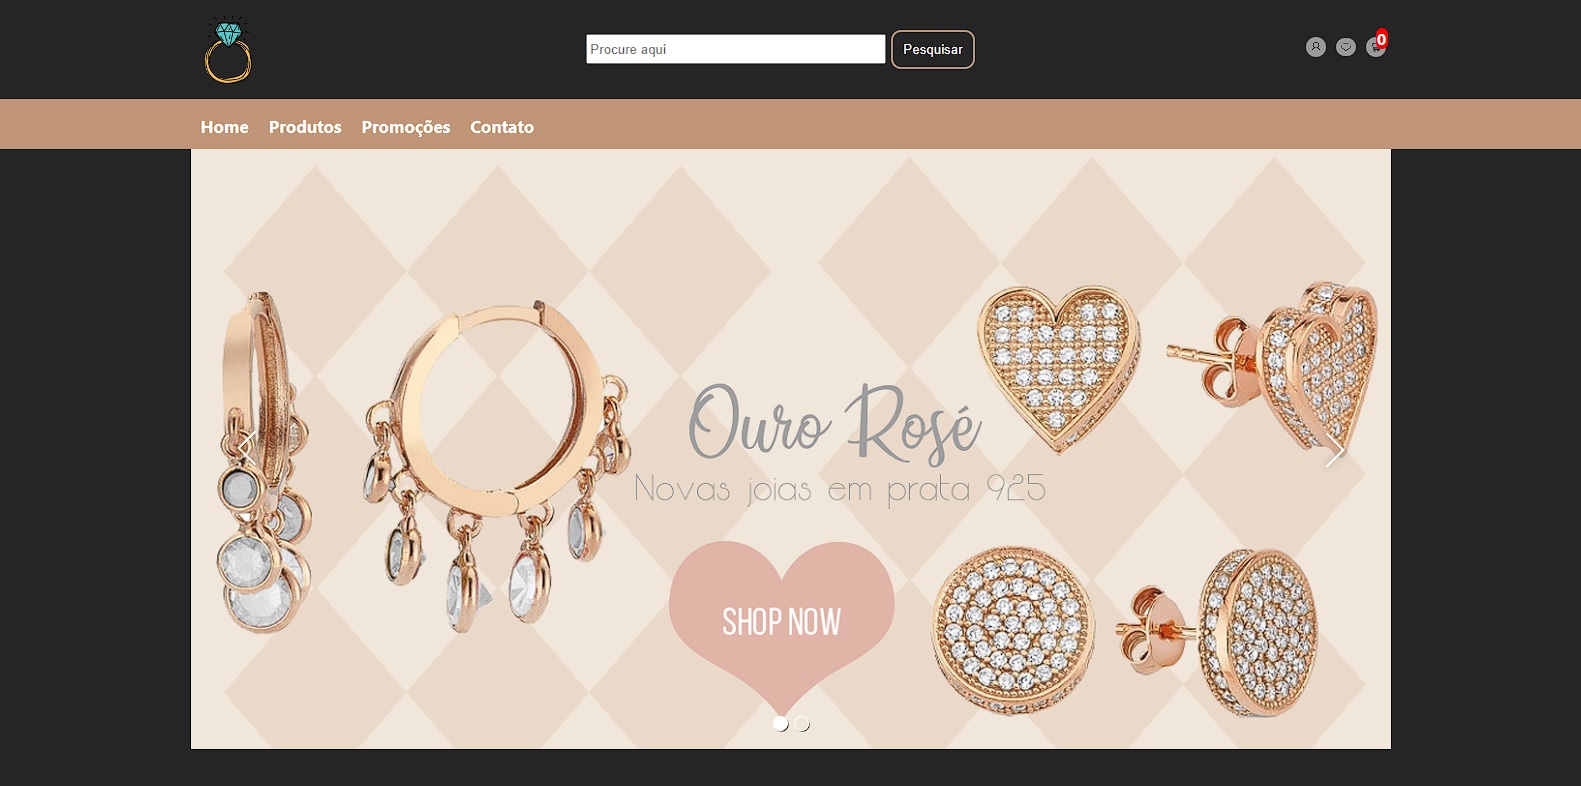 Procure aqui
Pesquisar
0
Home
Produtos
Promoções
Contato
Ouro Rosé
Novas joias em prata 925
SHOP NOW